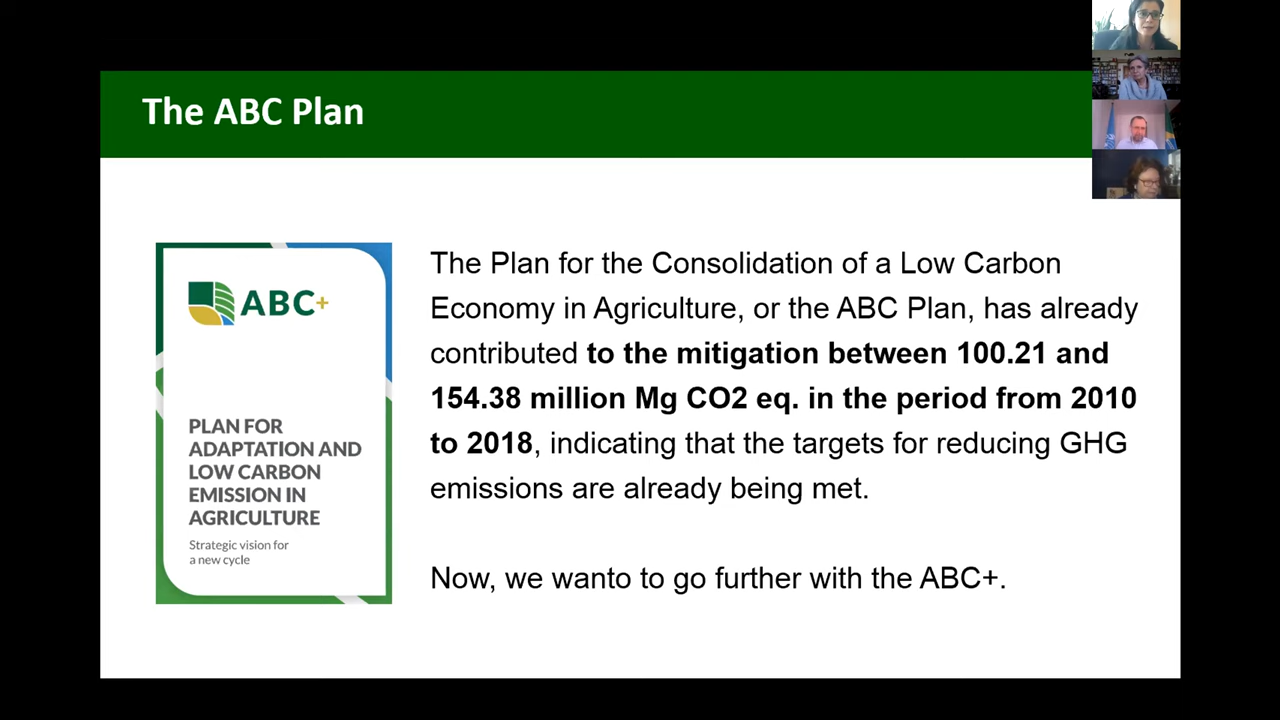 The ABC Plan
ABC+
PLAN FOR
ADAPTATION AND
LOW CARBON
EMISSION IN
AGRICULTURE
Strategic vision for
a new cycle
The Plan for the Consolidation of a Low Carbon
Economy in Agriculture, or the ABC Plan, has already
contributed to the mitigation between 100.21 and
154.38 million Mg CO2 eq. in the period from 2010
to 2018, indicating that the targets for reducing GHG
emissions are already being met.
Now, we wanto to go further with the ABC+.